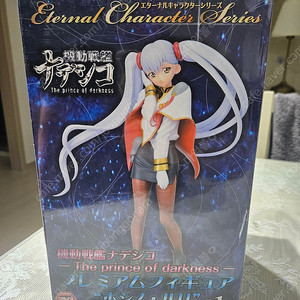 エターナルキャラクターシリーズ
Eternal Character Series
機動戦艦
ナデシコ
The prince of darkness
機動戦艦ナデシコ
－The prince of darkness－
プレミアムフィギュア